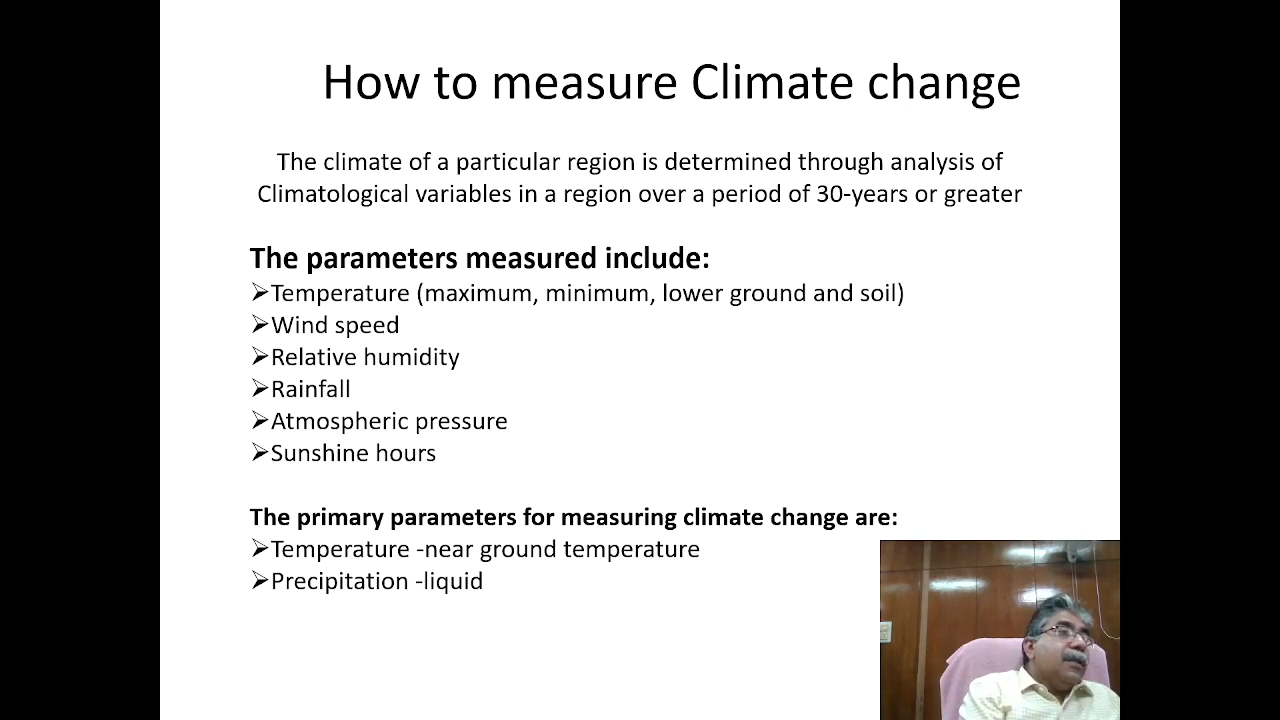 How to measure Climate change
The climate of a particular region is determined through analysis of
Climatological variables in a region over a period of 30-years or greater
The parameters measured include:
➢Temperature (maximum, minimum, lower ground and soil)
➢Wind speed
➢Relative humidity
➢Rainfall
➢Atmospheric pressure
➢Sunshine hours
The primary parameters for measuring climate change are:
➢Temperature -near ground temperature
➢Precipitation -liquid